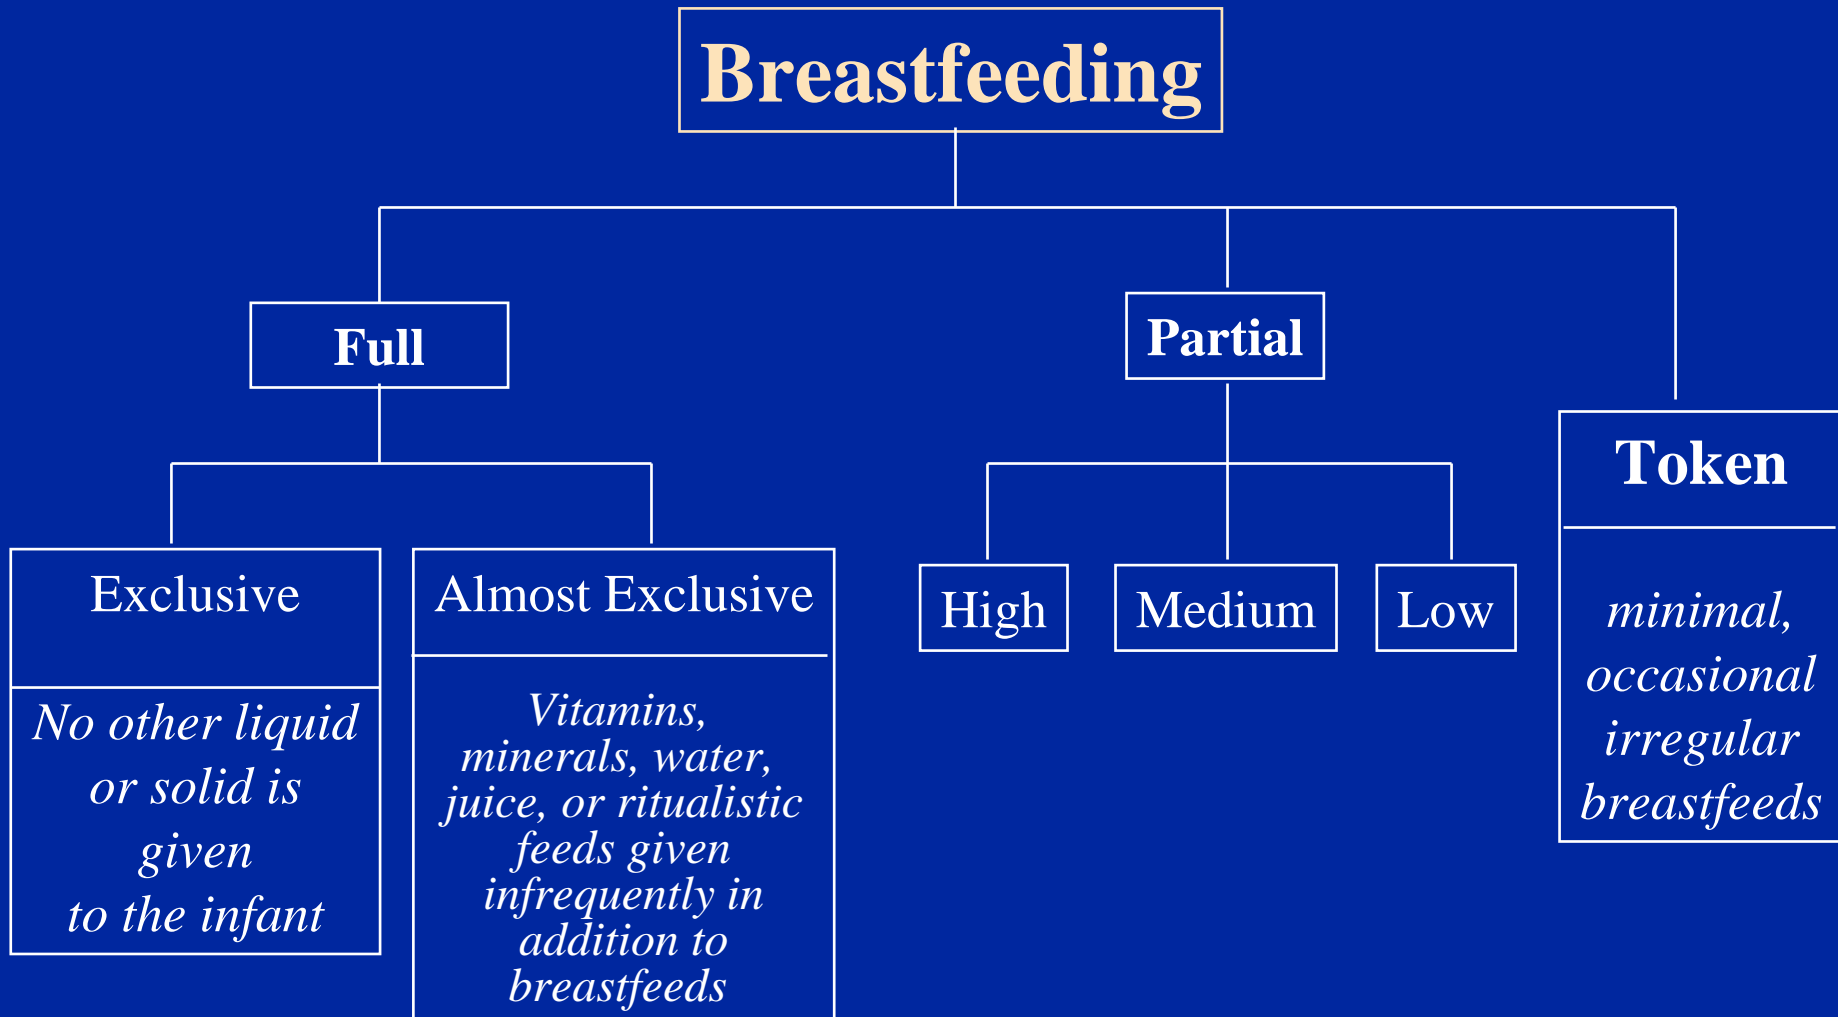 Breastfeeding
Full
Partial
Token
minimal,
occasional
irregular
breastfeeds
Exclusive
No other liquid
or solid is
given
to the infant
Almost Exclusive
Vitamins,
minerals, water,
juice, or ritualistic
feeds given
infrequently in
addition to
breastfeeds
High
Medium
Low